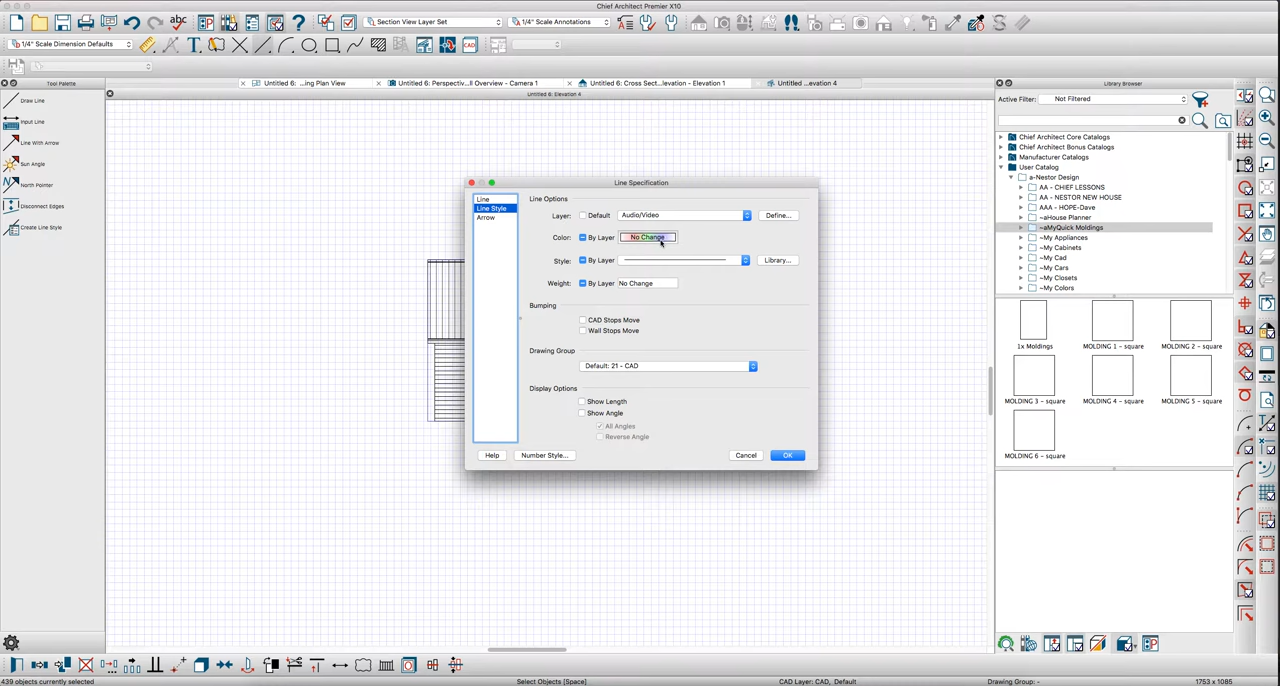 Chief Architect Premier X10
Section View Layer Set
1/4" Scale Annotations
1/4" Scale Dimension Defaults
Tool Palette
Untitled 6: ...ing Plan View
Untitled 6: Perspectiv...ll Overview - Camera 1
Untitled 6: Cross Sect...levation - Elevation 1
Untitled ...evation 4
Library Browser
Untitled 6: Elevation 4
Active Filter:
Not Filtered
Draw Line
Input Line
Line With Arrow
Sun Angle
North Pointer
Disconnect Edges
Create Line Style
Chief Architect Core Catalogs
Chief Architect Bonus Catalogs
Manufacturer Catalogs
User Catalog
a-Nestor Design
AA - CHIEF LESSONS
AA - NESTOR NEW HOUSE
AAA - HOPE-Dave
~aHouse Planner
~aMyQuick Moldings
~My Appliances
~My Cabinets
~My Cad
~My Cars
~My Closets
~My Colors
1x Moldings
MOLDING 1 - square
MOLDING 2 - square
MOLDING 3 - square
MOLDING 4 - square
MOLDING 5 - square
MOLDING 6 - square
Line Specification
Line
Line Style
Arrow
Line Options
Layer:
Default
Audio/Video
Define...
Color:
By Layer
No Change
Style:
By Layer
Library...
Weight:
By Layer
No Change
Bumping
CAD Stops Move
Wall Stops Move
Drawing Group
Default: 21 - CAD
Display Options
Show Length
Show Angle
All Angles
Reverse Angle
Help
Number Style...
Cancel
OK
CAD
439 objects currently selected
Select Objects [Space]
CAD Layer: CAD, Default
Drawing Group: -
1753 x 1085